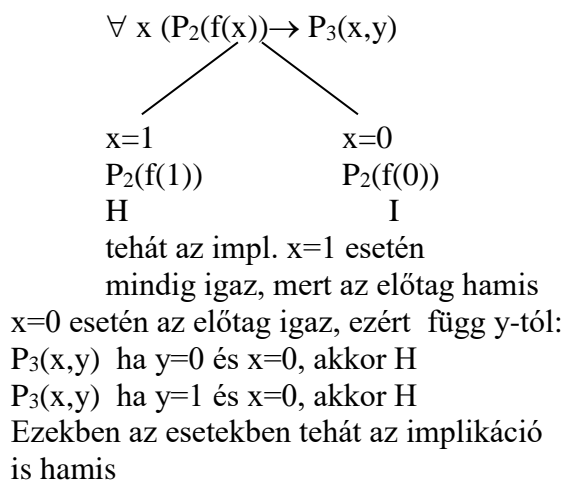 ∀ x (P₂(f(x))→ P₃(x,y)
x=1 x=0
P₂(f(1)) P₂(f(0))
H I
tehát az impl. x=1 esetén
mindig igaz, mert az előtag hamis
x=0 esetén az előtag igaz, ezért függ y-tól:
P₃(x,y) ha y=0 és x=0, akkor H
P₃(x,y) ha y=1 és x=0, akkor H
Ezekben az esetekben tehát az implikáció
is hamis